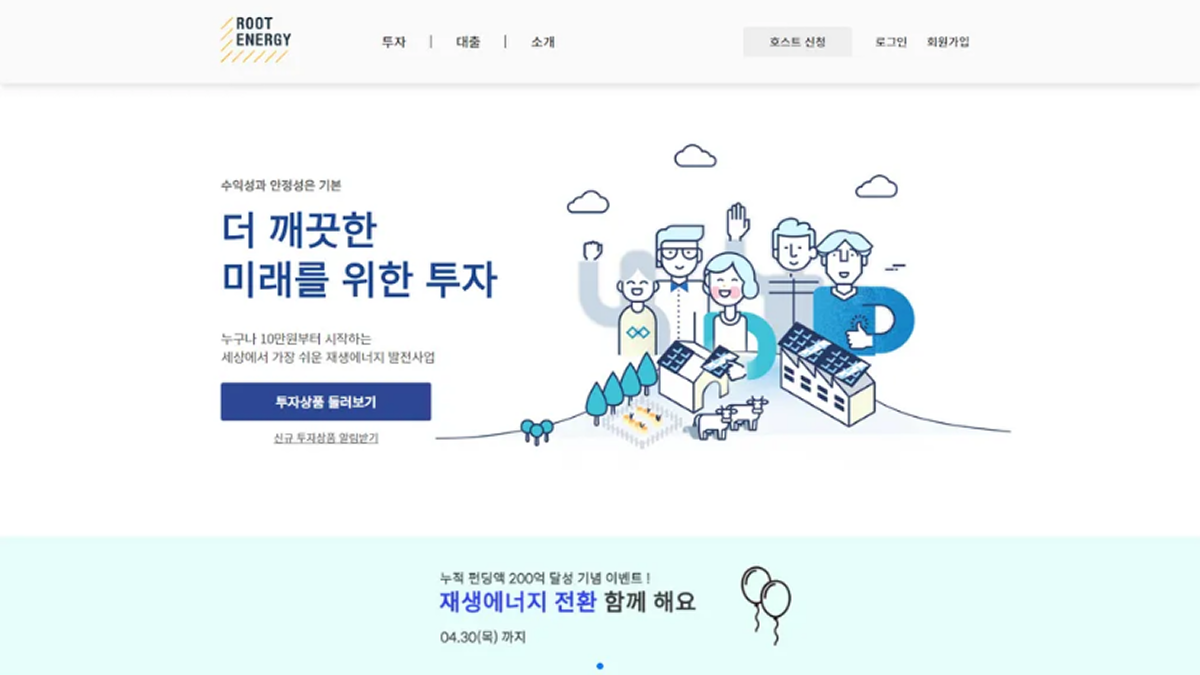 ROOT
ENERGY
투자 | 대출 | 소개
호스트 신청
로그인
회원가입
수익성과 안정성은 기본
더 깨끗한
미래를 위한 투자
누구나 10만원부터 시작하는
세상에서 가장 쉬운 재생에너지 발전사업
투자상품 둘러보기
신규 투자상품 알림받기
누적 펀딩액 200억 달성 기념 이벤트 !
재생에너지 전환 함께 해요
04.30(목) 까지